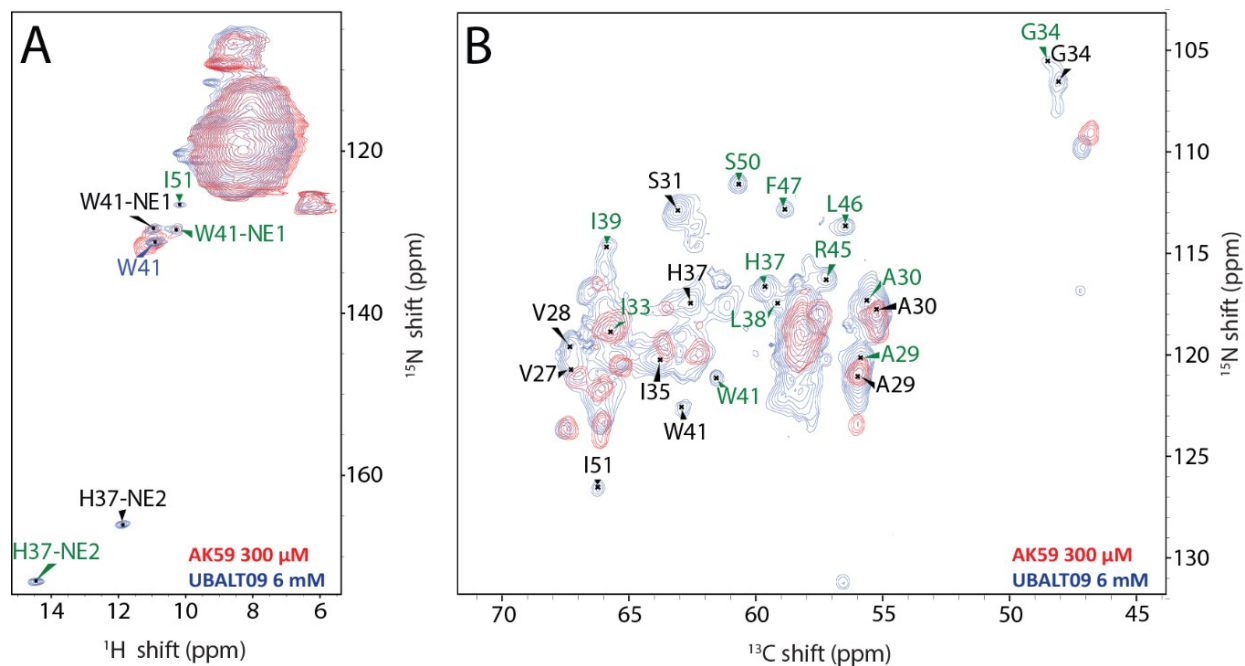 A
I51
W41-NE1
W41-NE1
W41
H37-NE2
H37-NE2
AK59 300 µM
UBALT09 6 mM
120
140
160
¹⁵N shift (ppm)
14 12 10 8 6
¹H shift (ppm)
B
G34
G34
S50
F47
S31
L46
I39
R45
H37
H37
A30
I33
L38
A30
V28
A29
V27
I35
W41
A29
W41
I51
AK59 300 µM
UBALT09 6 mM
105
110
115
120
125
130
¹⁵N shift (ppm)
70 65 60 55 50 45
¹³C shift (ppm)